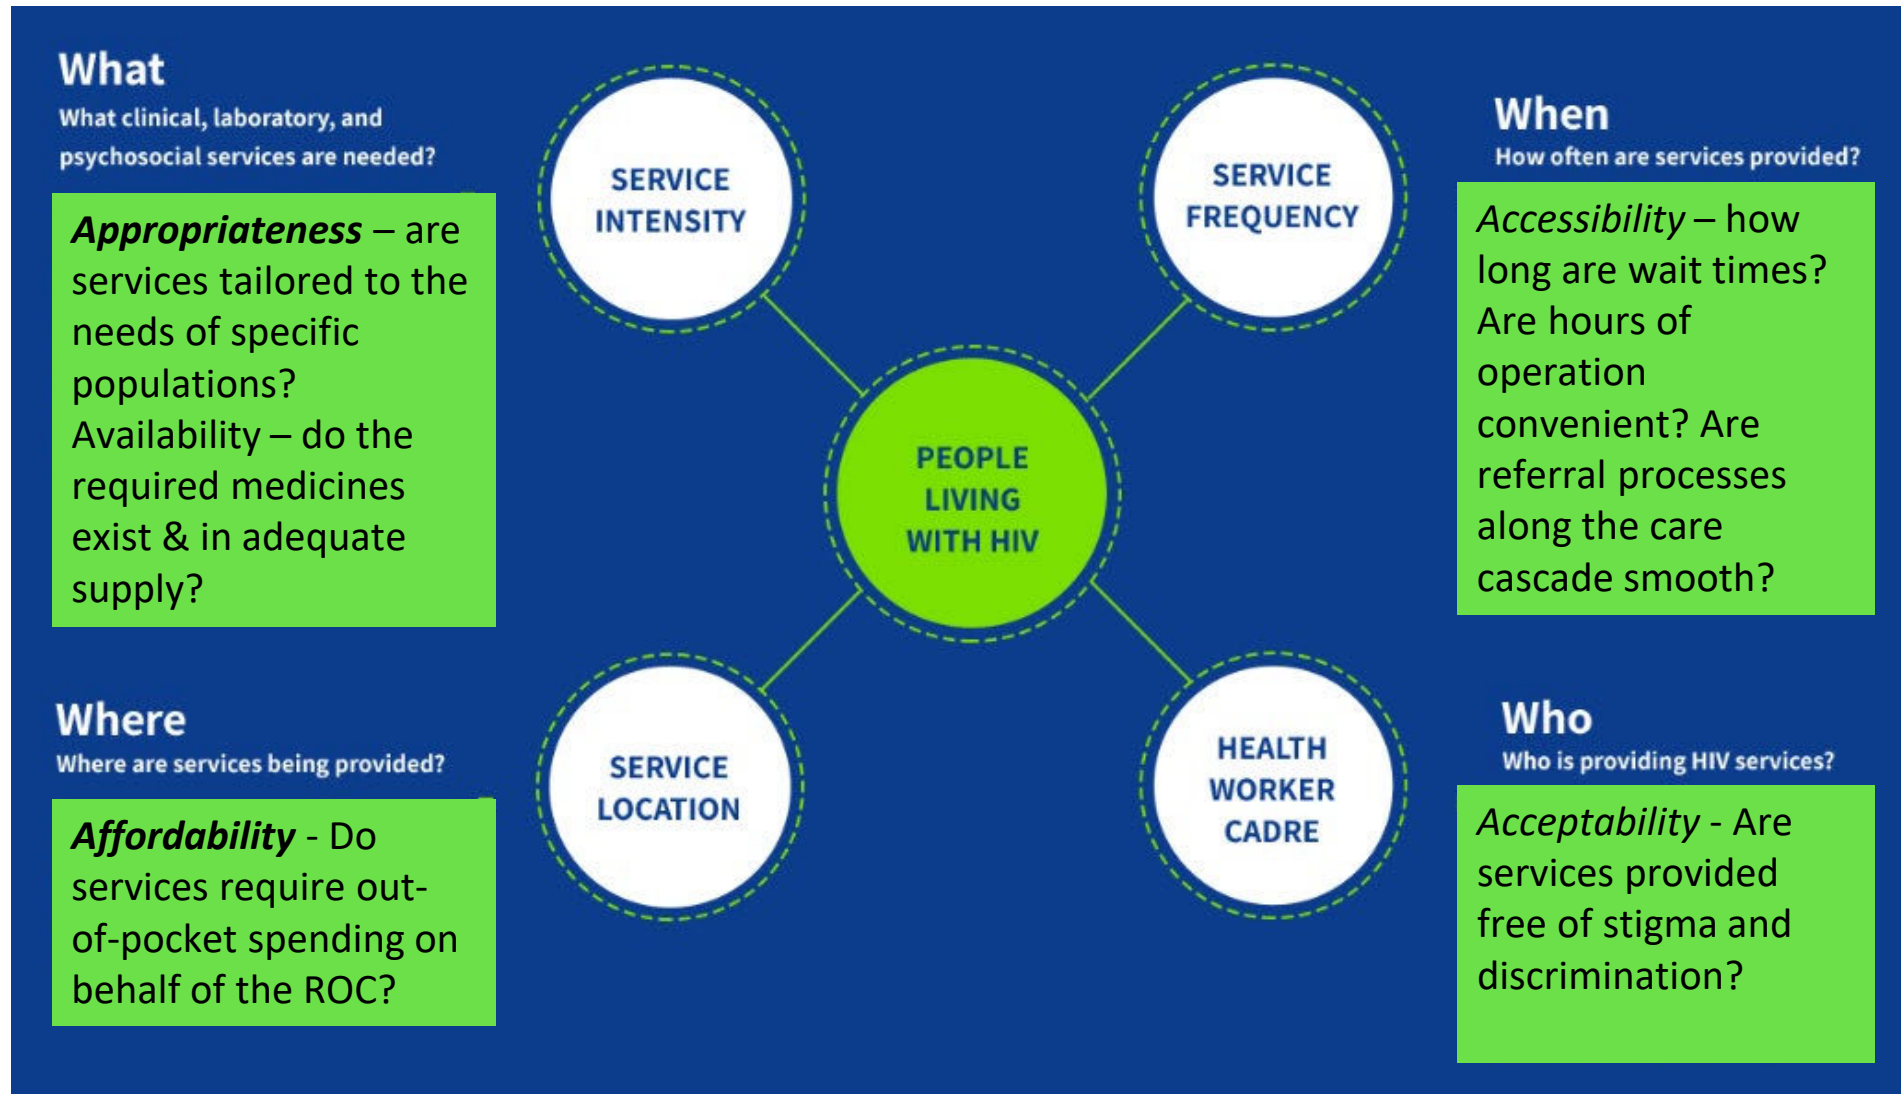 What
What clinical, laboratory, and
psychosocial services are needed?
Appropriateness – are
services tailored to the
needs of specific
populations?
Availability – do the
required medicines
exist & in adequate
supply?
SERVICE
INTENSITY
SERVICE
FREQUENCY
When
How often are services provided?
Accessibility – how
long are wait times?
Are hours of
operation
convenient? Are
referral processes
along the care
cascade smooth?
PEOPLE
LIVING
WITH HIV
Where
Where are services being provided?
Affordability - Do
services require out-
of-pocket spending on
behalf of the ROC?
SERVICE
LOCATION
HEALTH
WORKER
CADRE
Who
Who is providing HIV services?
Acceptability - Are
services provided
free of stigma and
discrimination?